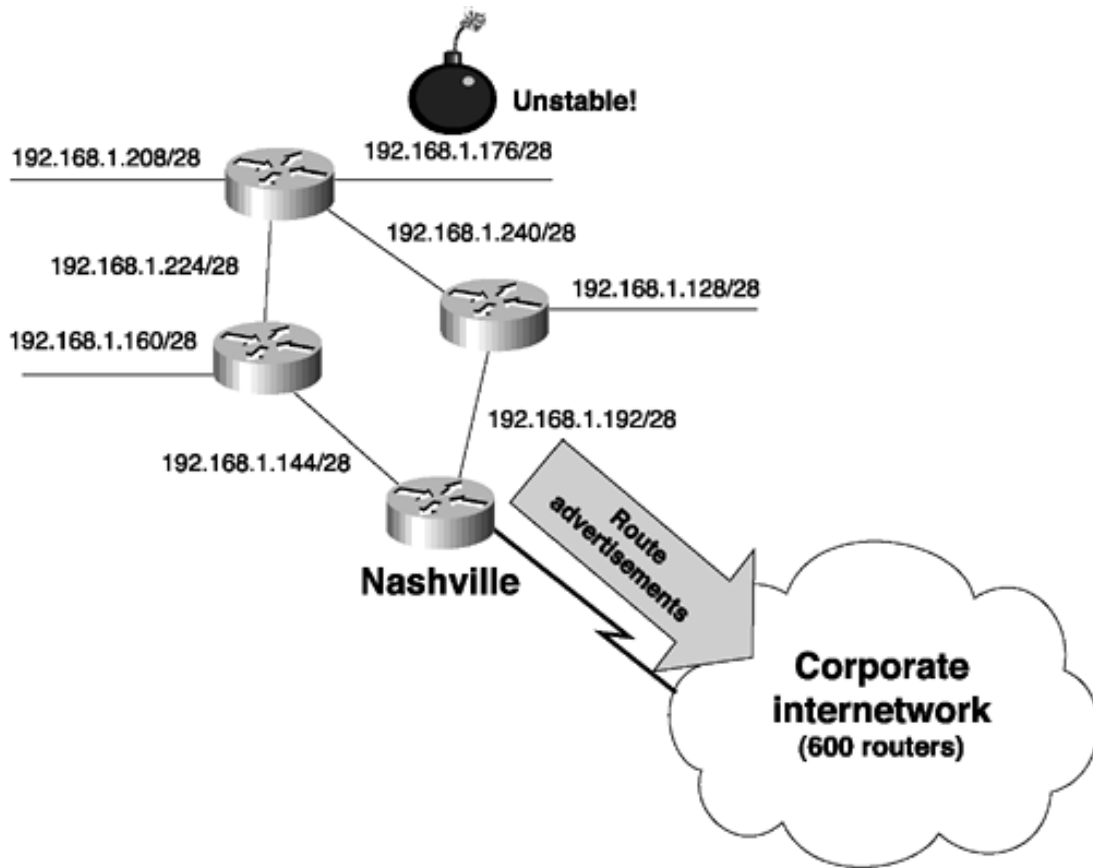 Unstable!
192.168.1.208/28
192.168.1.176/28
192.168.1.240/28
192.168.1.224/28
192.168.1.128/28
192.168.1.160/28
192.168.1.192/28
192.168.1.144/28
Route
advertisements
Nashville
Corporate
internetwork
(600 routers)